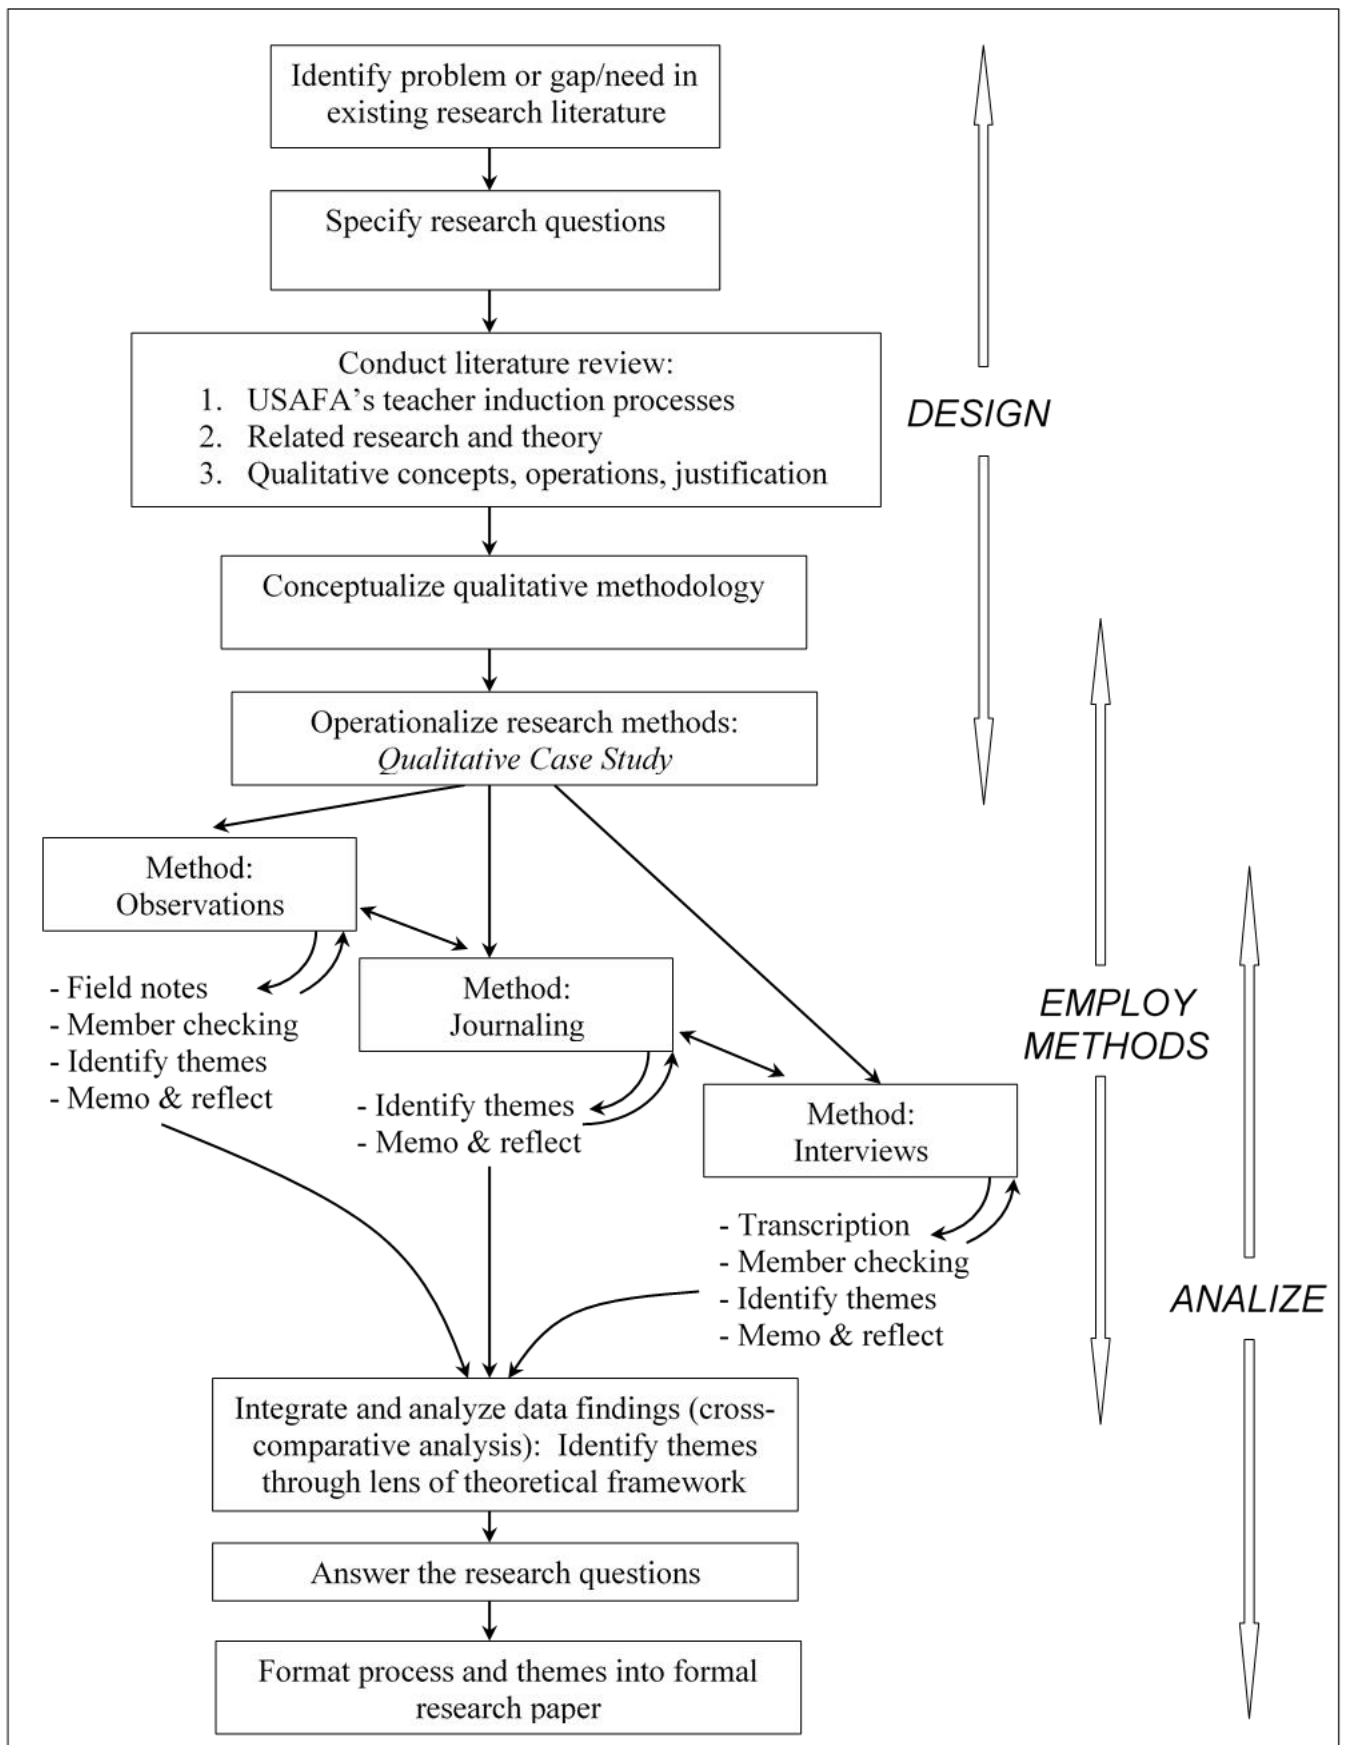 Identify problem or gap/need in
existing research literature
Specify research questions
Conduct literature review:
1. USAFA's teacher induction processes
2. Related research and theory
3. Qualitative concepts, operations, justification
DESIGN
Conceptualize qualitative methodology
Operationalize research methods:
Qualitative Case Study
Method:
Observations
- Field notes
- Member checking
- Identify themes
- Memo & reflect
Method:
Journaling
- Identify themes
- Memo & reflect
EMPLOY
METHODS
Method:
Interviews
- Transcription
- Member checking
- Identify themes
- Memo & reflect
ANALIZE
Integrate and analyze data findings (cross-
comparative analysis): Identify themes
through lens of theoretical framework
Answer the research questions
Format process and themes into formal
research paper